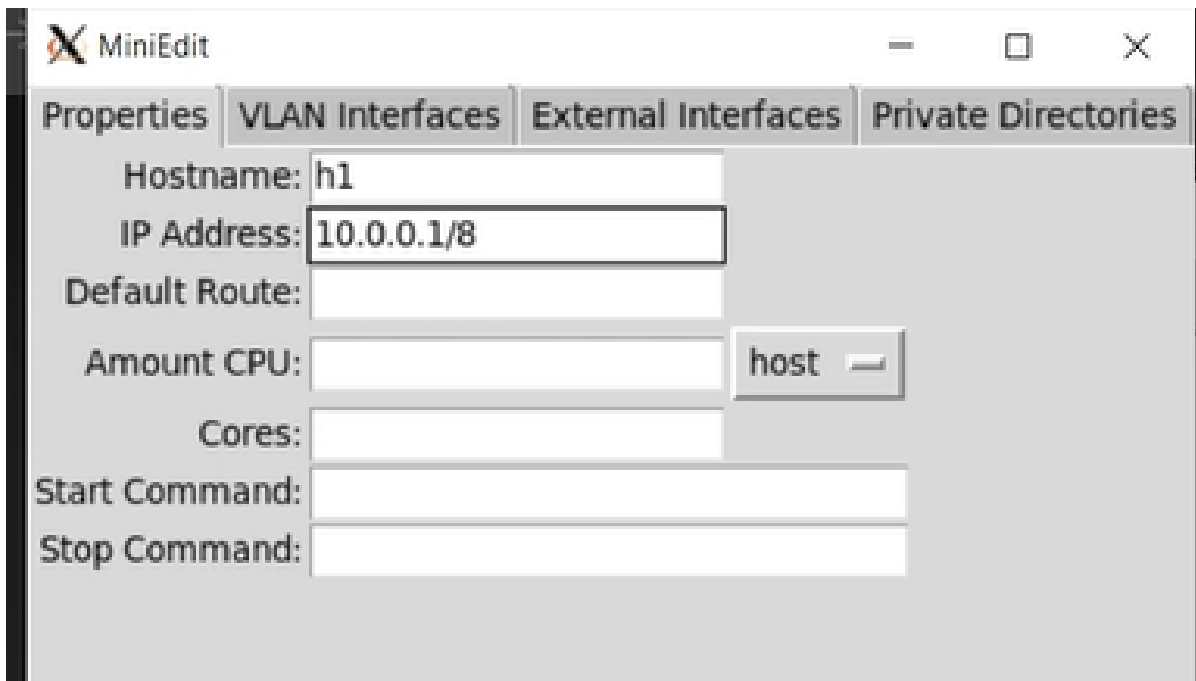 MiniEdit
Properties VLAN Interfaces External Interfaces Private Directories
Hostname: h1
IP Address: 10.0.0.1/8
Default Route:
Amount CPU: host
Cores:
Start Command:
Stop Command: